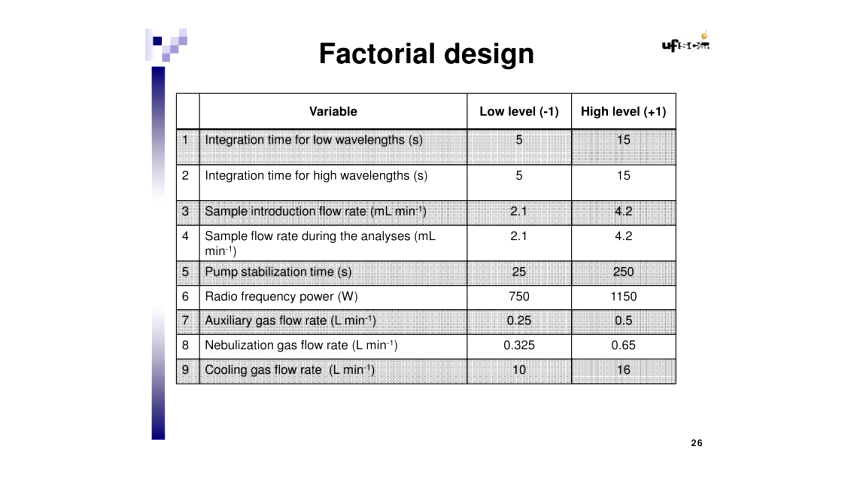 Factorial design
Variable Low level (-1) High level (+1)
1 Integration time for low wavelengths (s) 5 15
2 Integration time for high wavelengths (s) 5 15
3 Sample introduction flow rate (mL min⁻¹) 2.1 4.2
4 Sample flow rate during the analyses (mL 2.1 4.2
min⁻¹)
5 Pump stabilization time (s) 25 250
6 Radio frequency power (W) 750 1150
7 Auxiliary gas flow rate (L min⁻¹) 0.25 0.5
8 Nebulization gas flow rate (L min⁻¹) 0.325 0.65
9 Cooling gas flow rate (L min⁻¹) 10 16
26